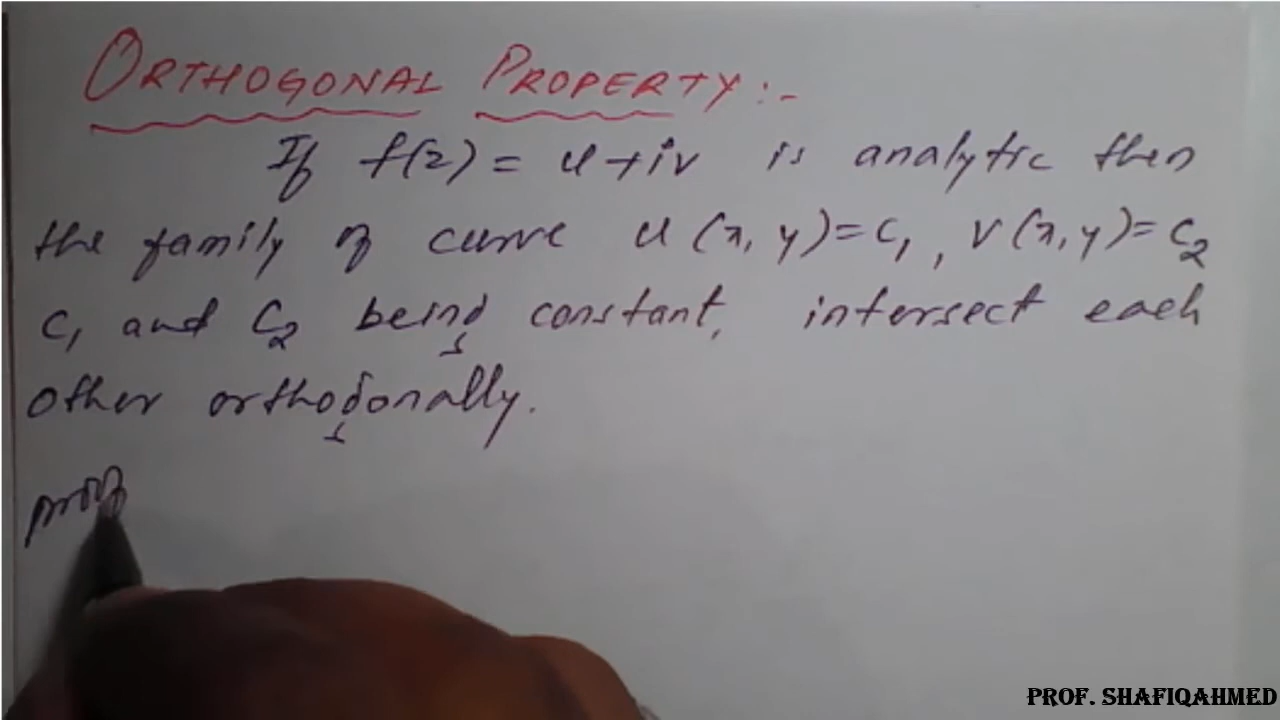 ORTHOGONAL PROPERTY:-
If f(z) = u+iv is analytic then
the family of curve u(x, y)=c₁, v(x,y)=c₂
c₁ and c₂ being constant, intersect each
other orthogonally.
proof
PROF. SHAFIQAHMED